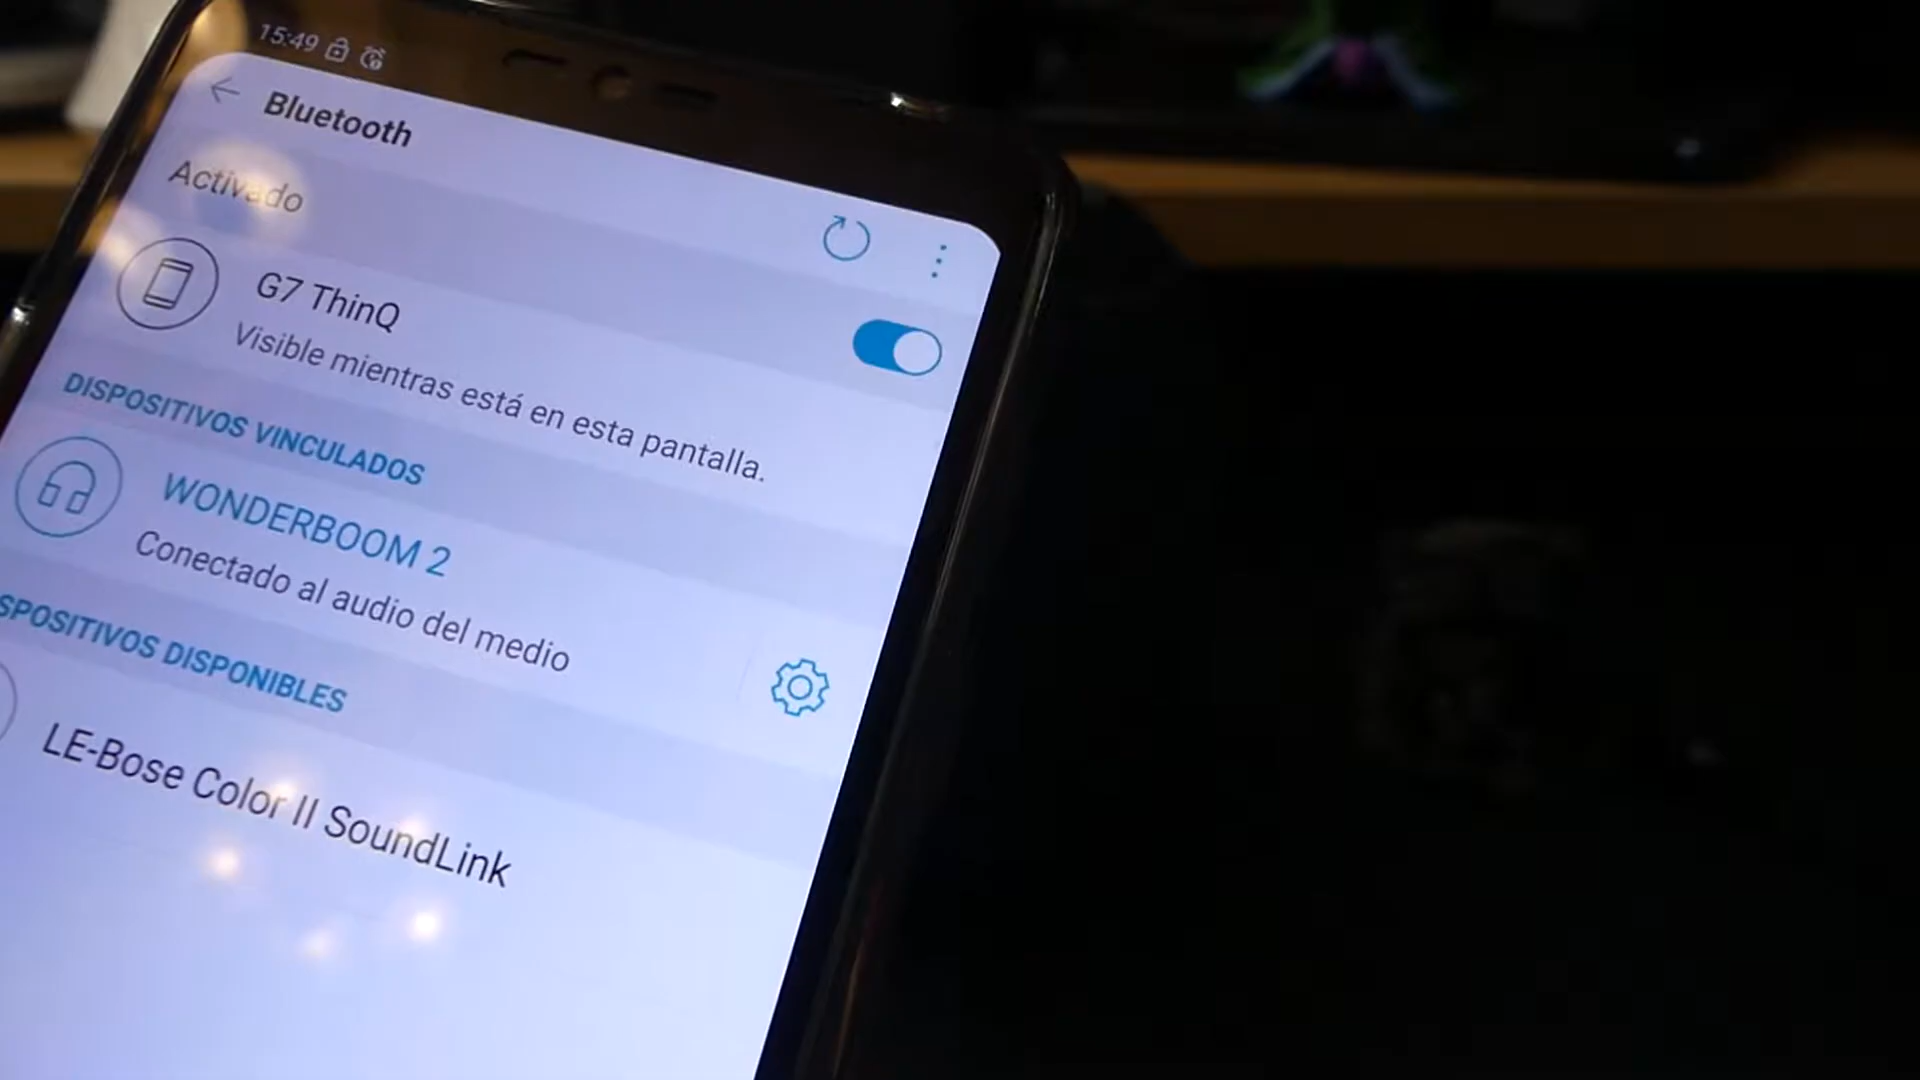 15:49
Bluetooth
Activado
G7 ThinQ
Visible mientras está en esta pantalla.
DISPOSITIVOS VINCULADOS
WONDERBOOM 2
Conectado al audio del medio
SPOSITIVOS DISPONIBLES
LE-Bose Color II SoundLink